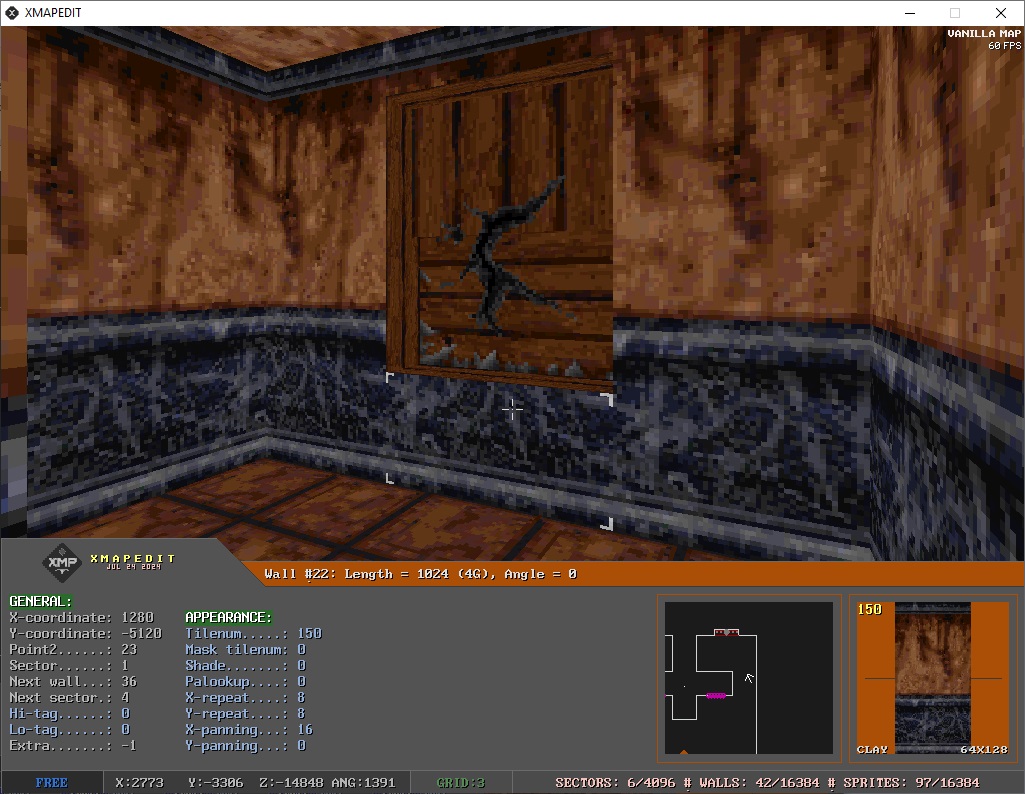 XMAPEDIT
VANILLA MAP
60 FPS
XMP
XMAPEDIT
JUL 24 2024
Wall #22: Length = 1024 (4G), Angle = 0
GENERAL:
X-coordinate: 1280
Y-coordinate: -5120
Point2......: 23
Sector......: 1
Next wall...: 36
Next sector.: 4
Hi-tag......: 0
Lo-tag......: 0
Extra.......: -1
APPEARANCE:
Tilenum.....: 150
Mask tilenum: 0
Shade.......: 0
Palookup....: 0
X-repeat....: 8
Y-repeat....: 8
X-panning...: 16
Y-panning...: 0
150
CLAY 64X128
FREE X:2773 Y:-3306 Z:-14848 ANG:1391 GRID:3 SECTORS: 6/4096 # WALLS: 42/16384 # SPRITES: 97/16384